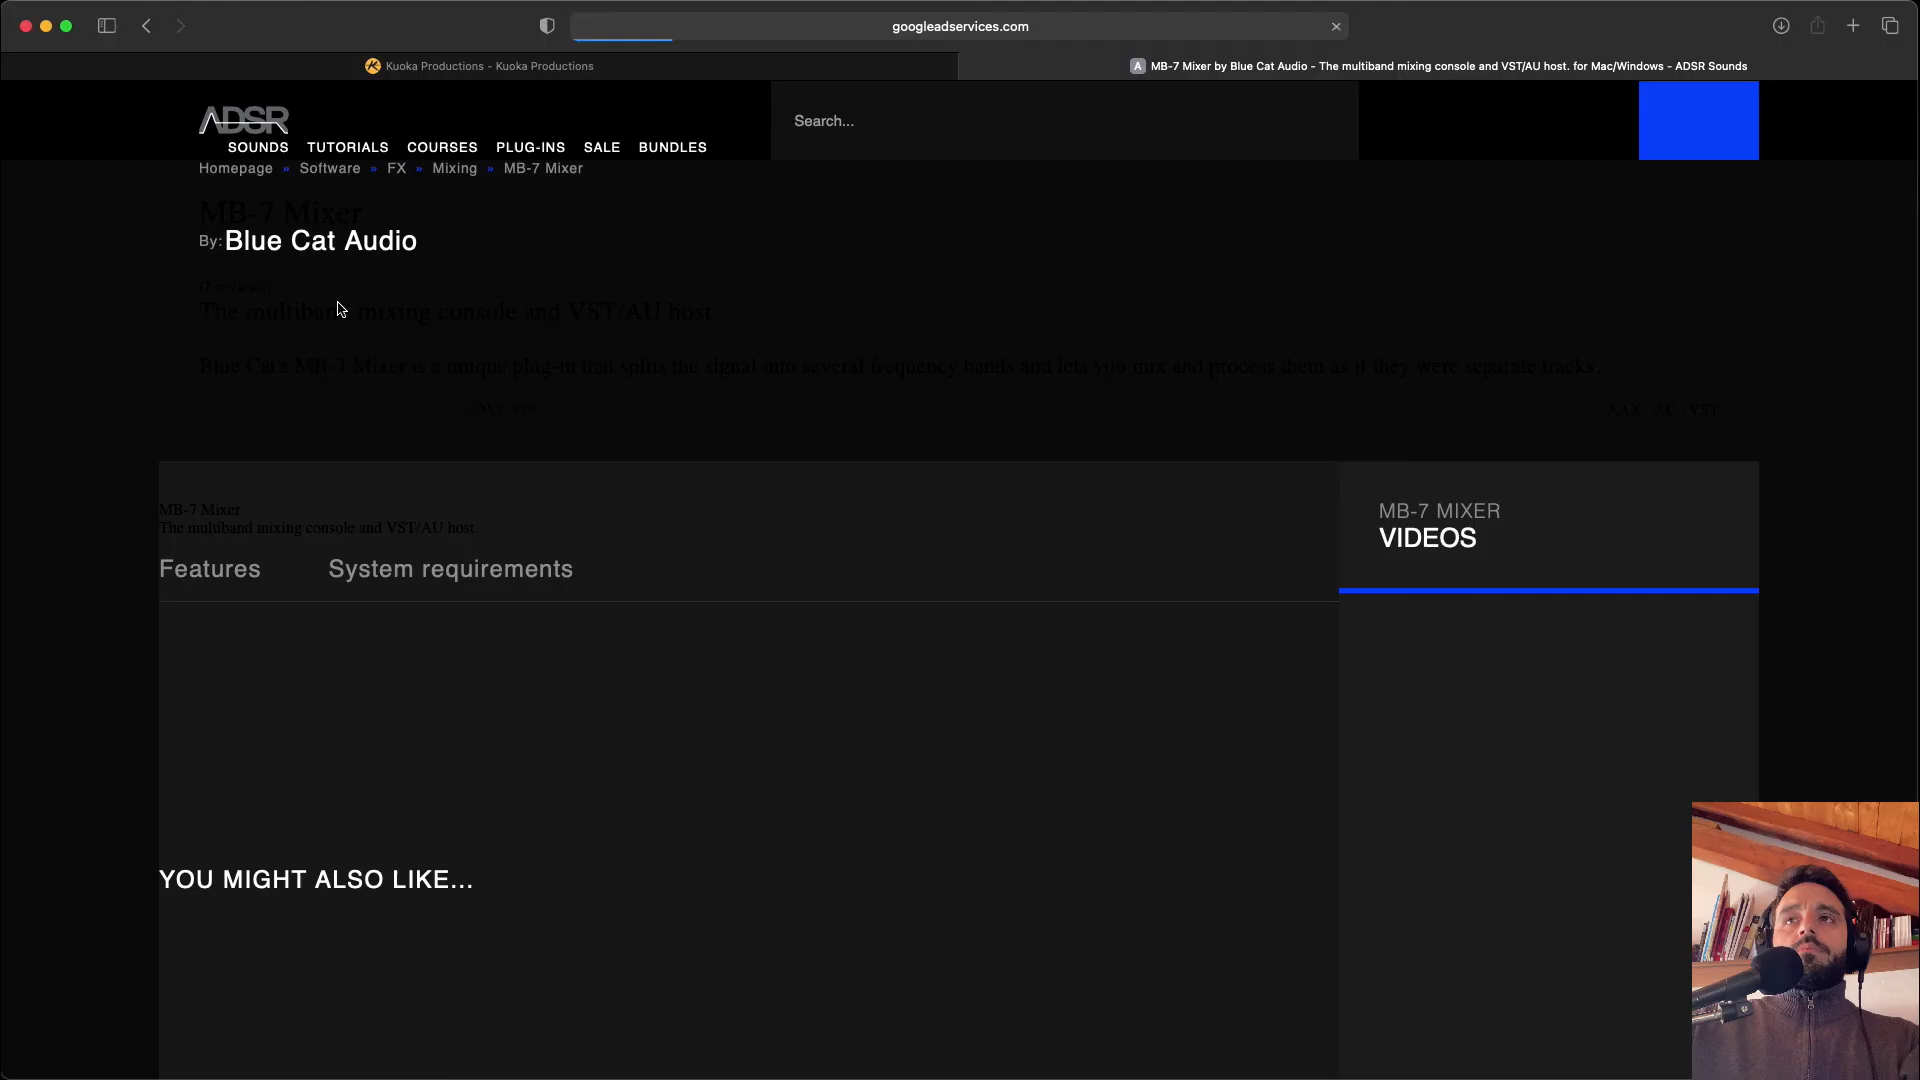 googleadservices.com
Kuoka Productions - Kuoka Productions
A MB-7 Mixer by Blue Cat Audio - The multiband mixing console and VST/AU host. for Mac/Windows - ADSR Sounds
ADSR
Search...
SOUNDS TUTORIALS COURSES PLUG-INS SALE BUNDLES
Homepage » Software » FX » Mixing » MB-7 Mixer
MB-7 Mixer
By: Blue Cat Audio
The multiband mixing console and VST/AU host
Blue Cat's MB-7 Mixer is a unique plug-in that splits the signal into several frequency bands and lets you mix and process them as if they were separate tracks.
AAX AU VST
MB-7 Mixer
The multiband mixing console and VST/AU host
Features System requirements
MB-7 MIXER
VIDEOS
YOU MIGHT ALSO LIKE...